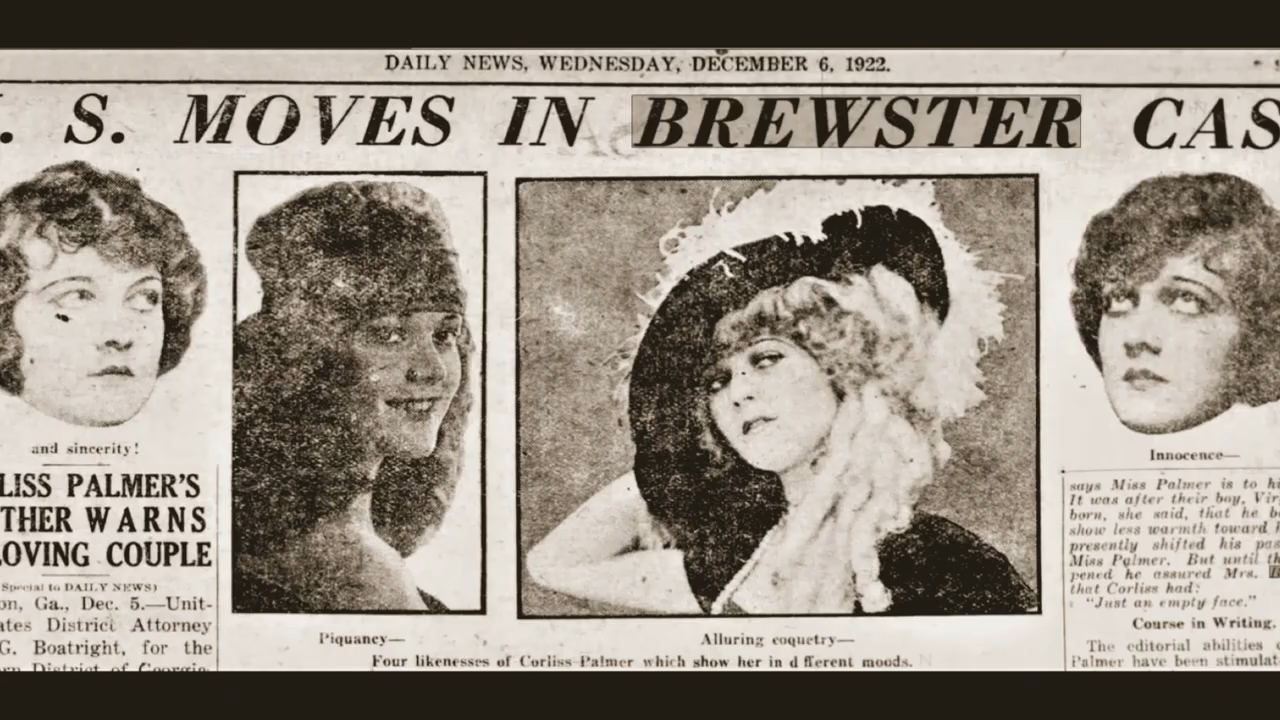 DAILY NEWS, WEDNESDAY, DECEMBER 6, 1922.
. S. MOVES IN BREWSTER CAS
and sincerity!
LISS PALMER'S
THER WARNS
LOVING COUPLE
Special to DAILY NEWS)
on, Ga., Dec. 5.—Unit-
ates District Attorney
G. Boatright, for the
rn District of Georgia
Piquancy—
Alluring coquetry—
Four likenesses of Corliss Palmer which show her in d fferent moods.
Innocence—
says Miss Palmer is to hi
It was after their boy, Vir
born, she said, that he b
show less warmth toward h
presently shifted his pas
Miss Palmer. But until th
pened he assured Mrs.
that Corliss had:
"Just an empty face."
Course in Writing.
The editorial abilities o
Palmer have been stimulat